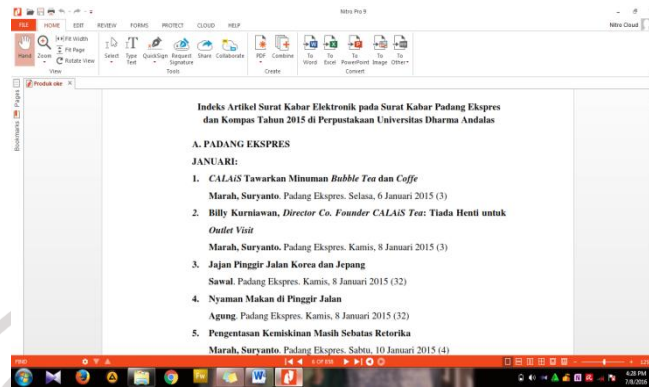 Nitro Pro 9
FILE HOME EDIT REVIEW FORMS PROTECT CLOUD HELP
Nitro Cloud
Hand Zoom Fit Width Fit Page Rotate View
Select Type Text QuickSign Request Signature Share Collaborate
PDF Combine To Word To Excel To PowerPoint To Image To Other
View Tools Create Convert
Produk oke
Pages
Bookmarks
Indeks Artikel Surat Kabar Elektronik pada Surat Kabar Padang Ekspres
dan Kompas Tahun 2015 di Perpustakaan Universitas Dharma Andalas
A. PADANG EKSPRES
JANUARI:
1. CALAiS Tawarkan Minuman Bubble Tea dan Coffe
Marah, Suryanto. Padang Ekspres. Selasa, 6 Januari 2015 (3)
2. Billy Kurniawan, Director Co. Founder CALAiS Tea: Tiada Henti untuk
Outlet Visit
Marah, Suryanto. Padang Ekspres. Kamis, 8 Januari 2015 (3)
3. Jajan Pinggir Jalan Korea dan Jepang
Sawal. Padang Ekspres. Kamis, 8 Januari 2015 (32)
4. Nyaman Makan di Pinggir Jalan
Agung. Padang Ekspres. Kamis, 8 Januari 2015 (32)
5. Pengentasan Kemiskinan Masih Sebatas Retorika
Marah, Suryanto. Padang Ekspres. Sabtu, 10 Januari 2015 (4)
FIND
4:28 PM
7/8/2016